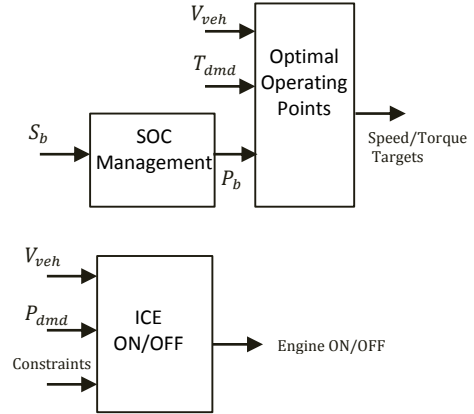 V_veh
T_dmd
Optimal
Operating
Points
S_b
SOC
Management
P_b
Speed/Torque
Targets
V_veh
P_dmd
Constraints
ICE
ON/OFF
Engine ON/OFF